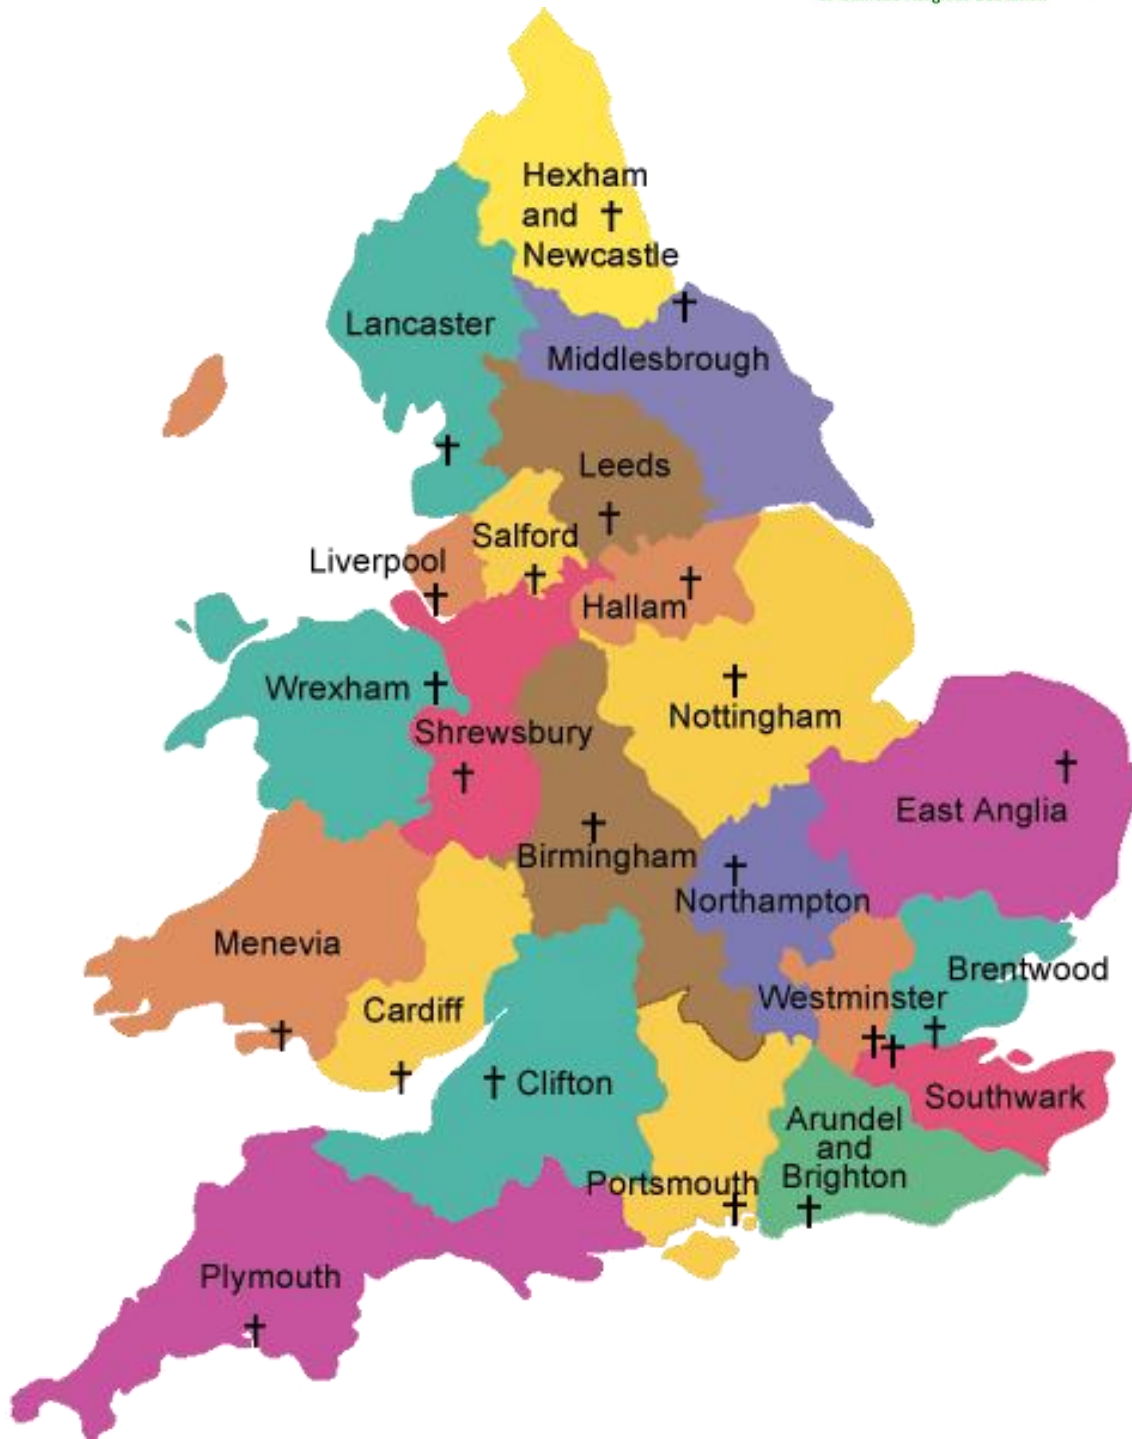 Hexham
and
Newcastle
Lancaster
Middlesbrough
Leeds
Salford
Liverpool
Hallam
Wrexham
Nottingham
Shrewsbury
East Anglia
Birmingham
Northampton
Menevia
Brentwood
Westminster
Cardiff
Clifton
Southwark
Arundel
and
Brighton
Portsmouth
Plymouth